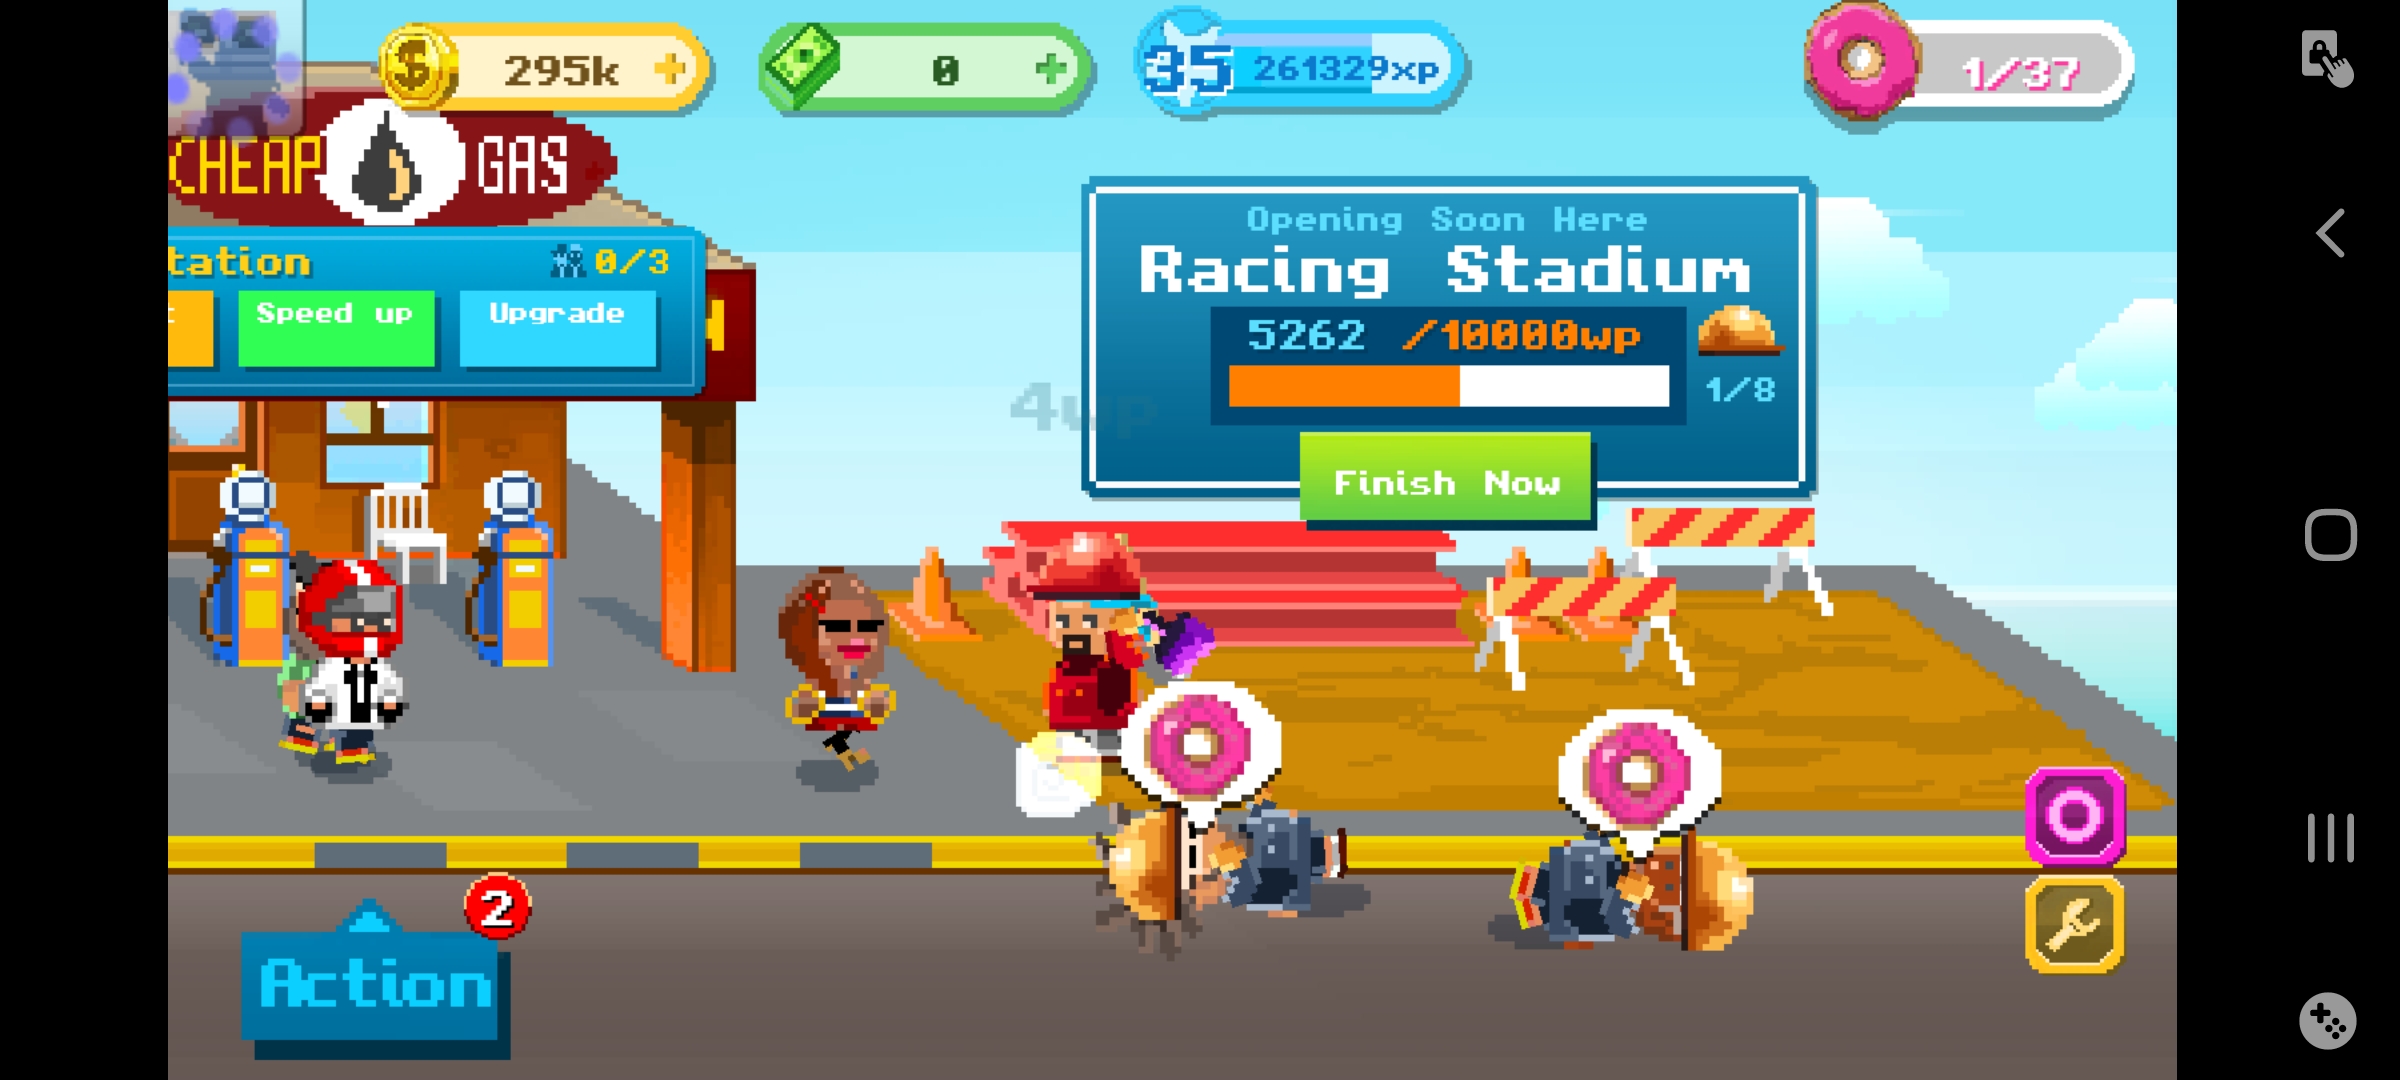 $ 295k +
0 +
35 261329xp
1/37
CHEAP GAS
tation 0/3
Speed up
Upgrade
Opening Soon Here
Racing Stadium
5262 /10000wp
1/8
4wp
Finish Now
2
Action